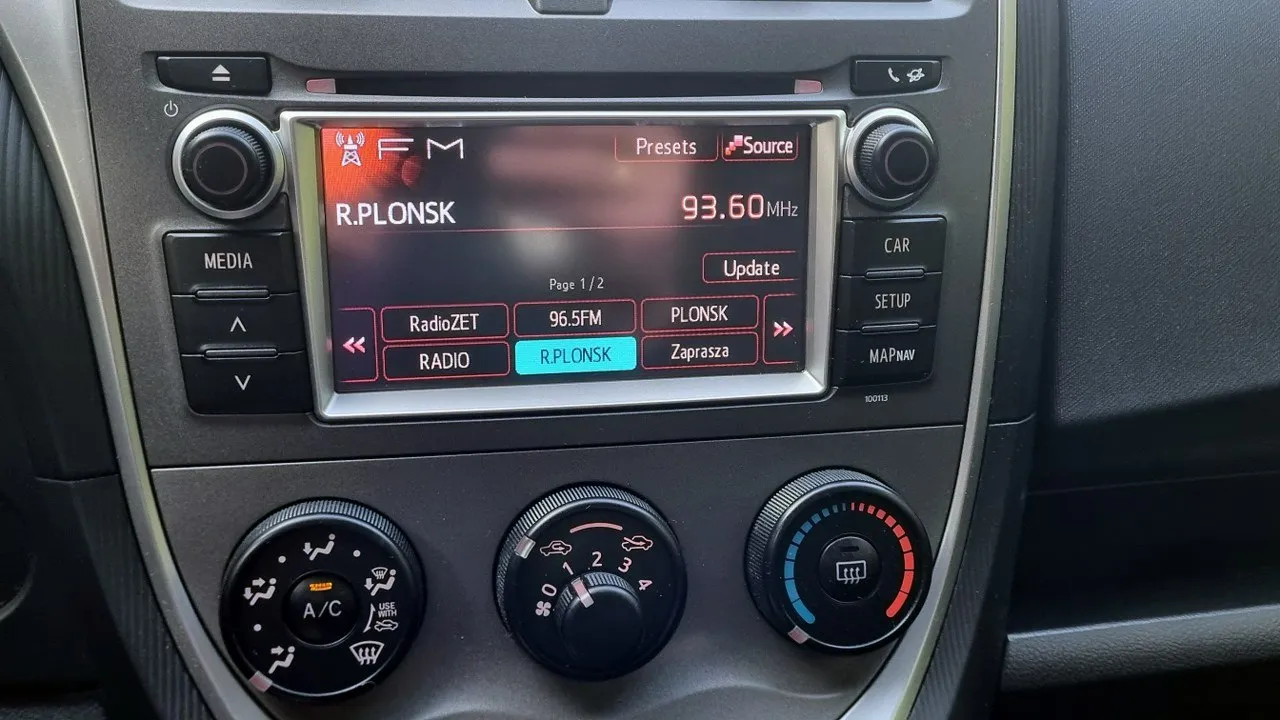 FM
Presets
Source
R.PLONSK
93.60MHz
Update
Page 1/2
RadioZET
96.5FM
PLONSK
RADIO
R.PLONSK
Zaprasza
MEDIA
CAR
SETUP
MAPNAV
100113
A/C
USE
WITH
0
1
2
3
4